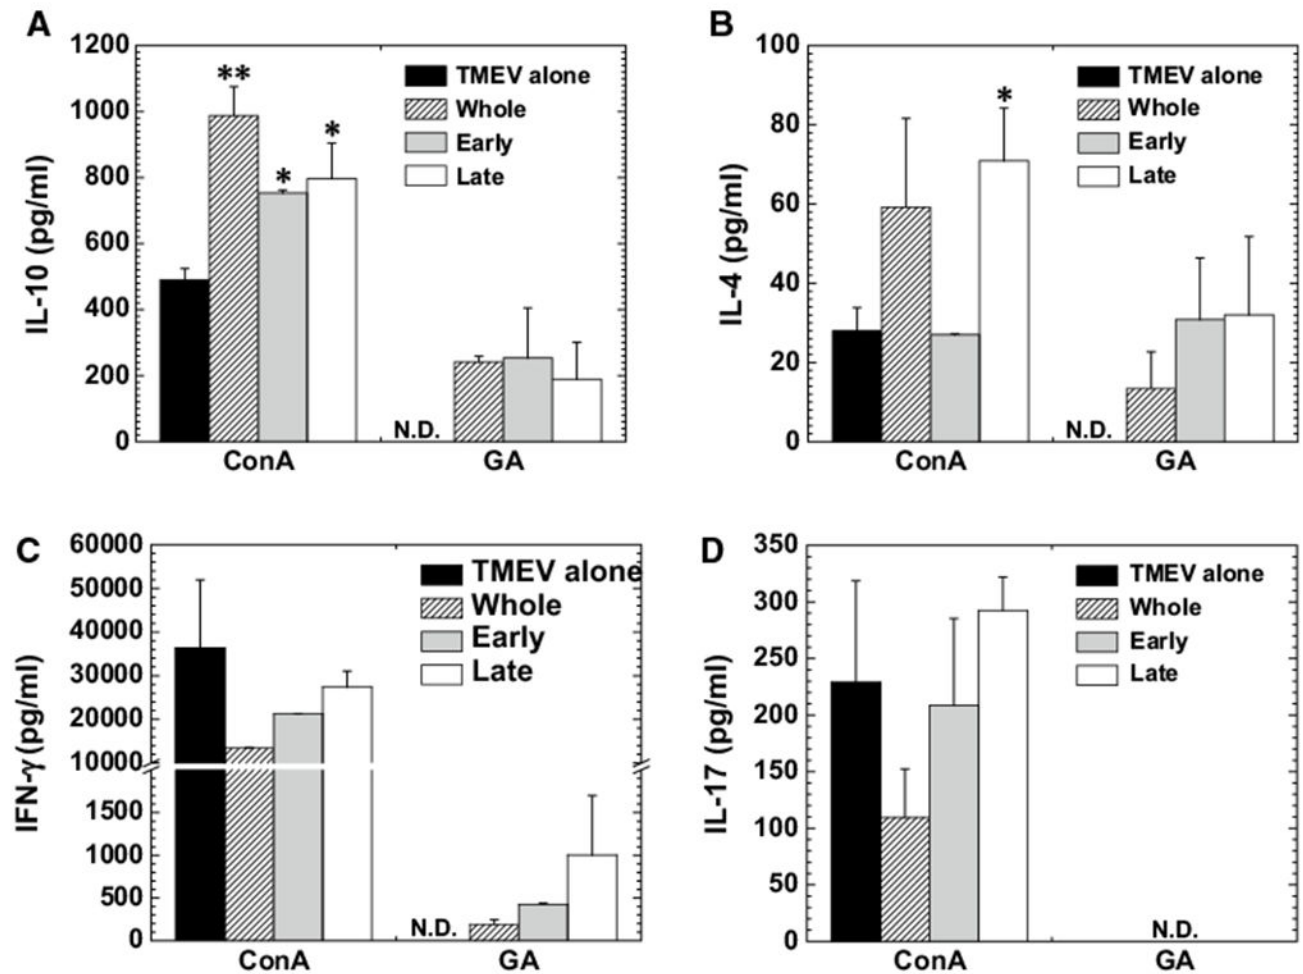 A
IL-10 (pg/ml)
1200
1000
800
600
400
200
0
**
*
*
TMEV alone
Whole
Early
Late
N.D.
ConA
GA
B
IL-4 (pg/ml)
100
80
60
40
20
0
*
TMEV alone
Whole
Early
Late
N.D.
ConA
GA
C
IFN-γ (pg/ml)
60000
50000
40000
30000
20000
10000
1500
1000
500
0
TMEV alone
Whole
Early
Late
N.D.
ConA
GA
D
IL-17 (pg/ml)
350
300
250
200
150
100
50
0
TMEV alone
Whole
Early
Late
N.D.
ConA
GA